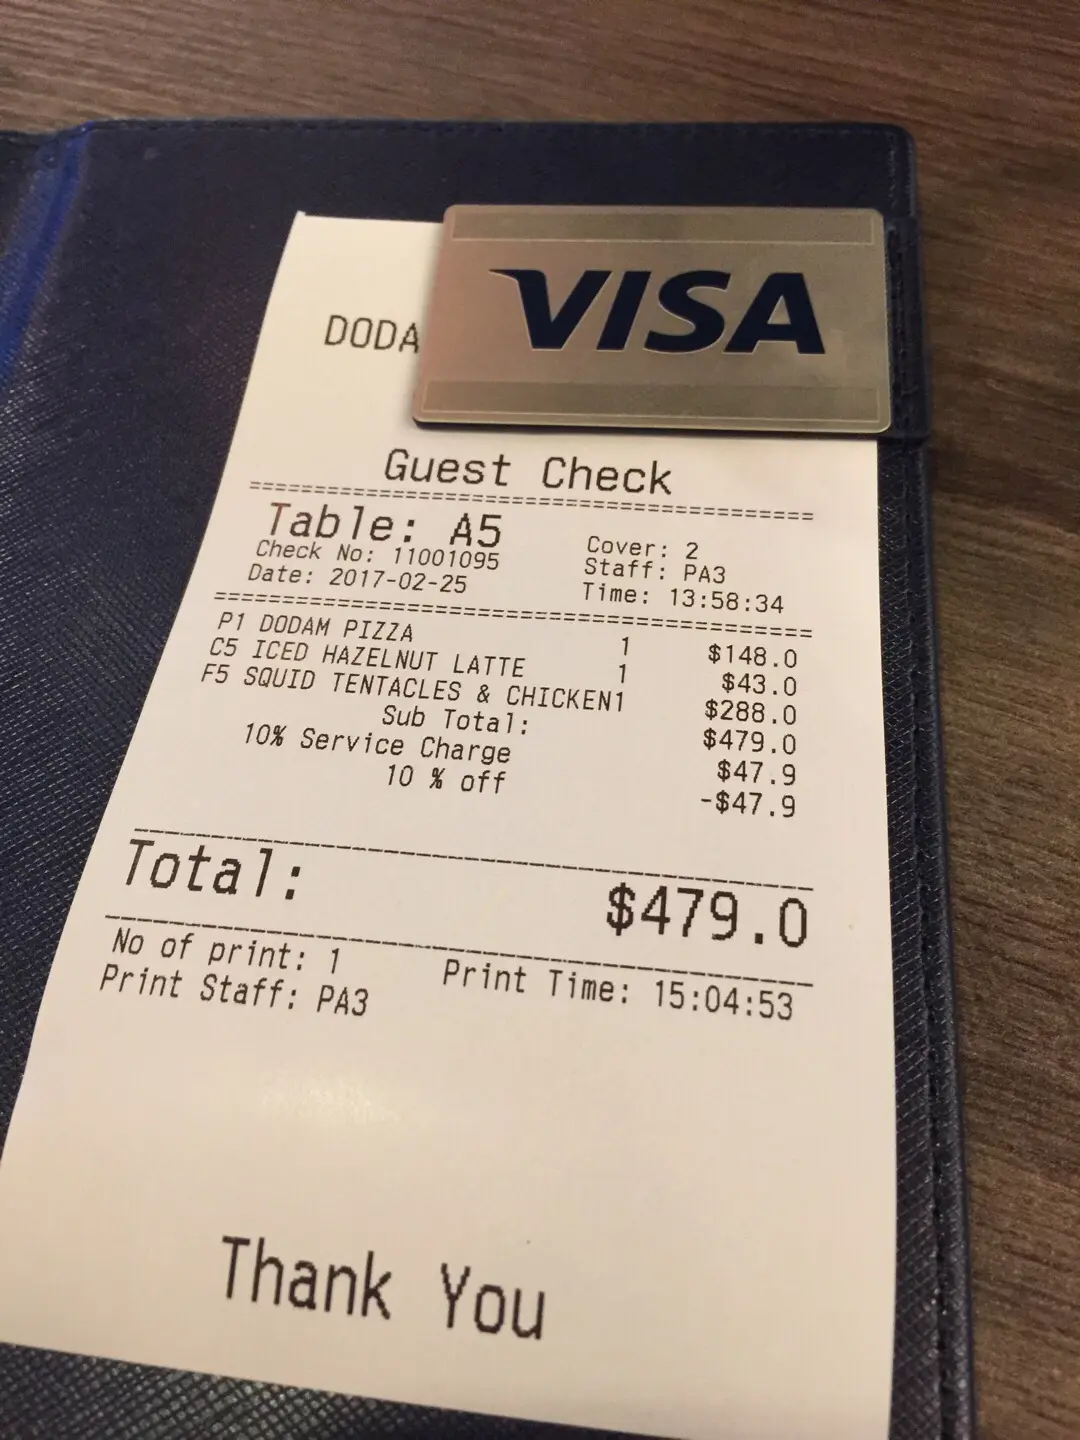 VISA
DODA
Guest Check
Table: A5
Check No: 11001095
Date: 2017-02-25
Cover: 2
Staff: PA3
Time: 13:58:34
P1 DODAM PIZZA 1 $148.0
C5 ICED HAZELNUT LATTE 1 $43.0
F5 SQUID TENTACLES & CHICKEN1 $288.0
Sub Total: $479.0
10% Service Charge $47.9
10 % off -$47.9
Total: $479.0
No of print: 1
Print Staff: PA3
Print Time: 15:04:53
Thank You